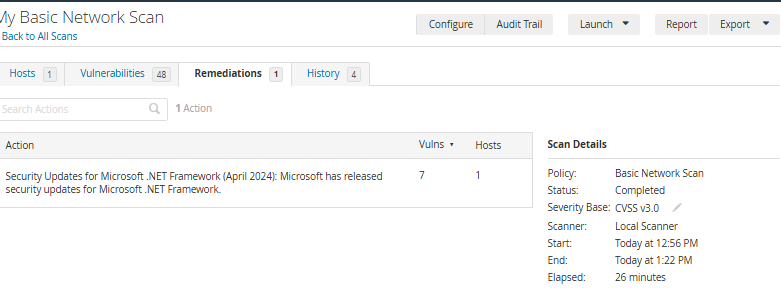 My Basic Network Scan
Back to All Scans
Configure Audit Trail Launch Report Export
Hosts 1 Vulnerabilities 48 Remediations 1 History 4
Search Actions 1 Action
Action Vulns Hosts
Security Updates for Microsoft .NET Framework (April 2024): Microsoft has released 7 1
security updates for Microsoft .NET Framework.
Scan Details
Policy: Basic Network Scan
Status: Completed
Severity Base: CVSS v3.0
Scanner: Local Scanner
Start: Today at 12:56 PM
End: Today at 1:22 PM
Elapsed: 26 minutes